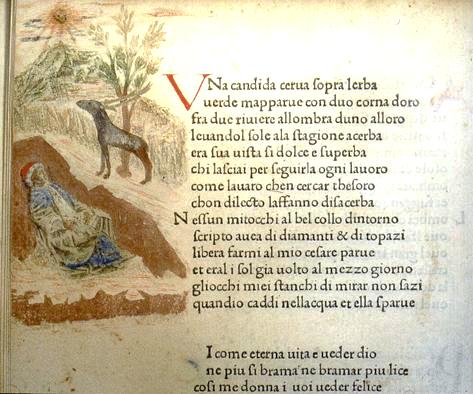 VNa candida cerua sopra lerba
uerde mapparue con duo corna doro
fra due riuiere allombra duno alloro
leuandol sole ala stagione acerba
era sua uista si dolce e superba
chi lasciai per seguirla ogni lauoro
come lauaro chen cercar thesoro
chon dilecto laffanno disacerba
Nessun mitocchi al bel collo dintorno
scripto auea di diamanti & di topazi
libera farmi al mio cesare parue
et eral sol gia uolto al mezzo giorno
gliocchi miei stanchi di mirar non sazi
quandio caddi nellacqua et ella sparue
Icome eterna uita e ueder dio
ne piu si brama ne bramar piu lice
cosi me donna i uoi ueder felice